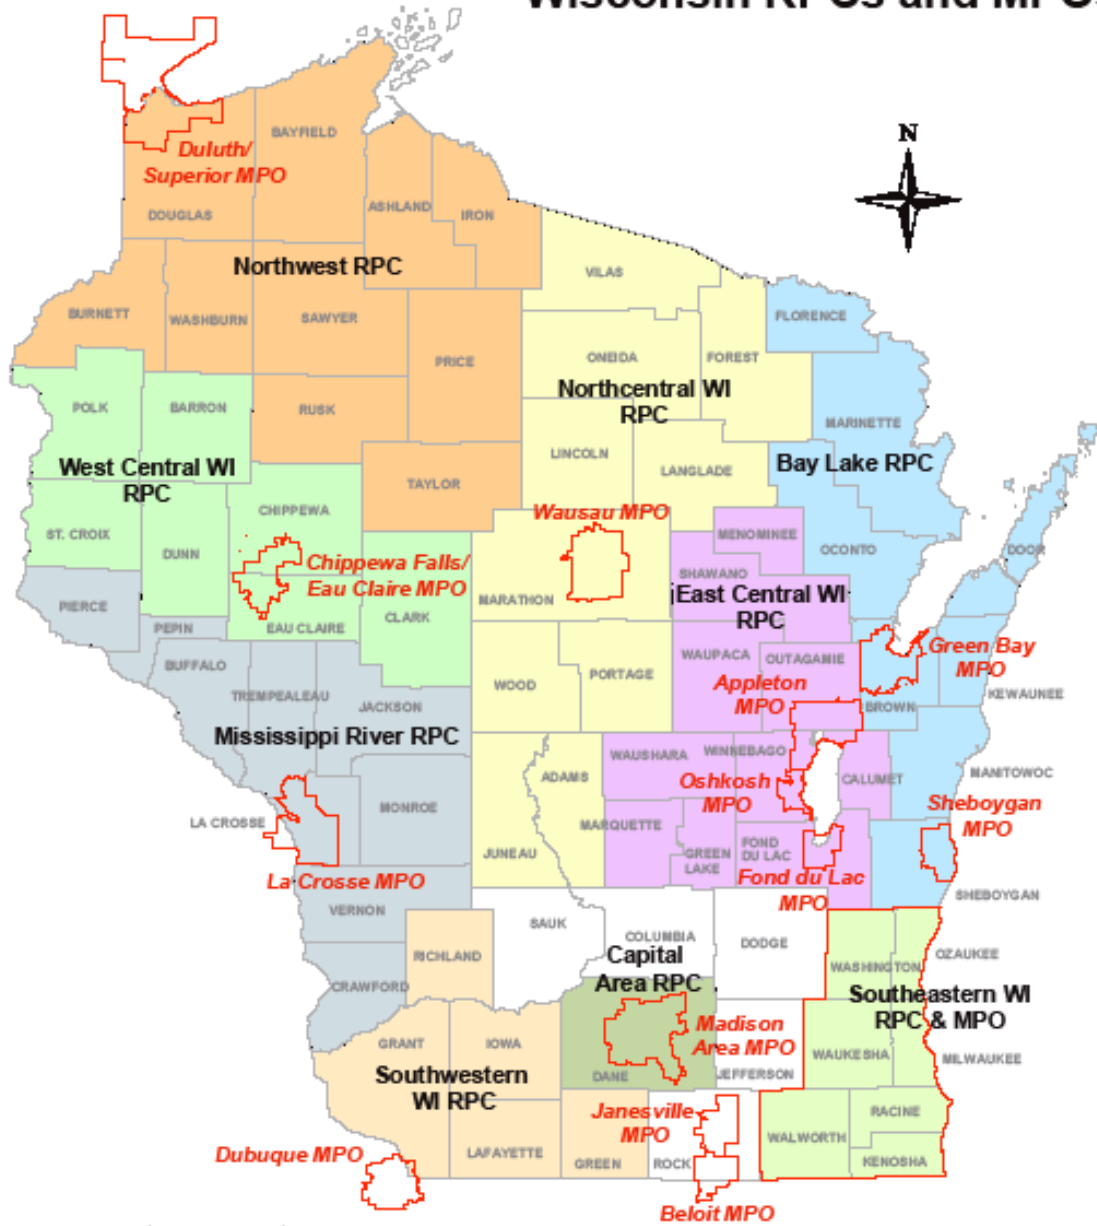 Wisconsin RPCs and MPOs
N
BAYFIELD
Duluth/
Superior MPO
DOUGLAS
ASHLAND
IRON
Northwest RPC
VILAS
BURNETT
WASHBURN
SAWYER
FLORENCE
PRICE
ONEIDA
FOREST
Northcentral WI
RPC
POLK
BARRON
RUSK
MARINETTE
LINCOLN
LANGLADE
Bay Lake RPC
West Central WI
RPC
TAYLOR
CHIPPEWA
Wausau MPO
ST. CROIX
DUNN
MENOMINEE
OCONTO
DOOR
Chippewa Falls/
Eau Claire MPO
SHAWANO
East Central WI
RPC
PIERCE
MARATHON
CLARK
PEPIN
EAU CLAIRE
BUFFALO
WAUPACA
OUTAGAMIE
Green Bay
MPO
TREMPEALEAU
JACKSON
WOOD
PORTAGE
Appleton
MPO
KEWAUNEE
BROWN
Mississippi River RPC
WAUSHARA
WINNEBAGO
ADAMS
Oshkosh
MPO
CALUMET
MANITOWOC
MONROE
LA CROSSE
MARQUETTE
Sheboygan
MPO
JUNEAU
GREEN
LAKE
FOND
DU LAC
La Crosse MPO
Fond du Lac
MPO
SHEBOYGAN
VERNON
SAUK
COLUMBIA
DODGE
RICHLAND
Capital
Area RPC
OZAUKEE
WASHINGTON
CRAWFORD
Southeastern WI
RPC & MPO
Madison
Area MPO
GRANT
IOWA
WAUKESHA
MILWAUKEE
Southwestern
WI RPC
DANE
JEFFERSON
Janesville
MPO
RACINE
WALWORTH
Dubuque MPO
LAFAYETTE
GREEN
ROCK
KENOSHA
Beloit MPO